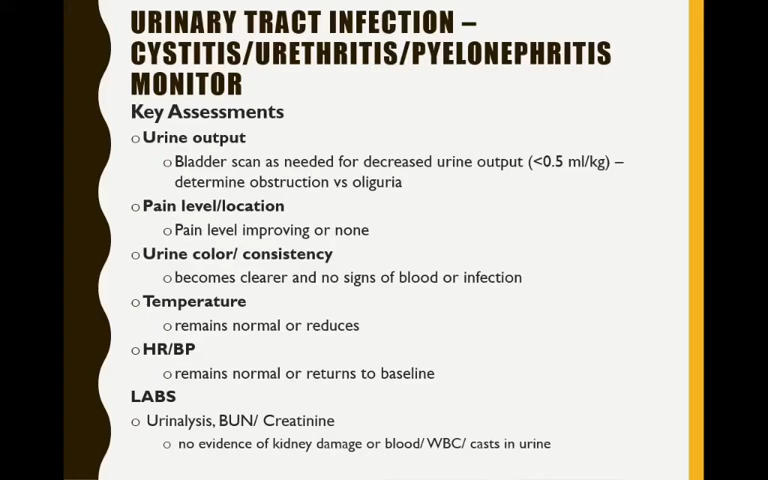 URINARY TRACT INFECTION –
CYSTITIS/URETHRITIS/PYELONEPHRITIS
MONITOR
Key Assessments
o Urine output
o Bladder scan as needed for decreased urine output (<0.5 ml/kg) –
determine obstruction vs oliguria
o Pain level/location
o Pain level improving or none
o Urine color/ consistency
o becomes clearer and no signs of blood or infection
o Temperature
o remains normal or reduces
o HR/BP
o remains normal or returns to baseline
LABS
o Urinalysis, BUN/ Creatinine
o no evidence of kidney damage or blood/ WBC/ casts in urine